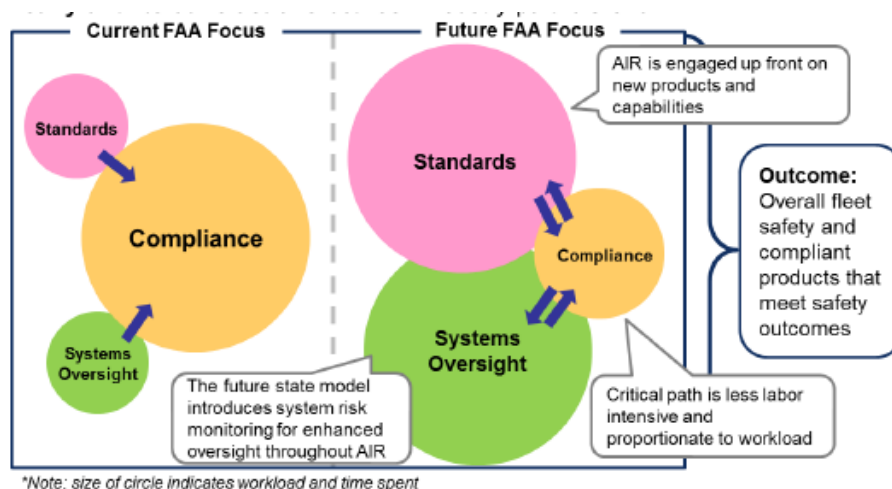 Current FAA Focus
Future FAA Focus
Standards
Compliance
Systems
Oversight
Standards
Compliance
Systems
Oversight
AIR is engaged up front on
new products and
capabilities
The future state model
introduces system risk
monitoring for enhanced
oversight throughout AIR
Critical path is less labor
intensive and
proportionate to workload
Outcome:
Overall fleet
safety and
compliant
products that
meet safety
outcomes
*Note: size of circle indicates workload and time spent